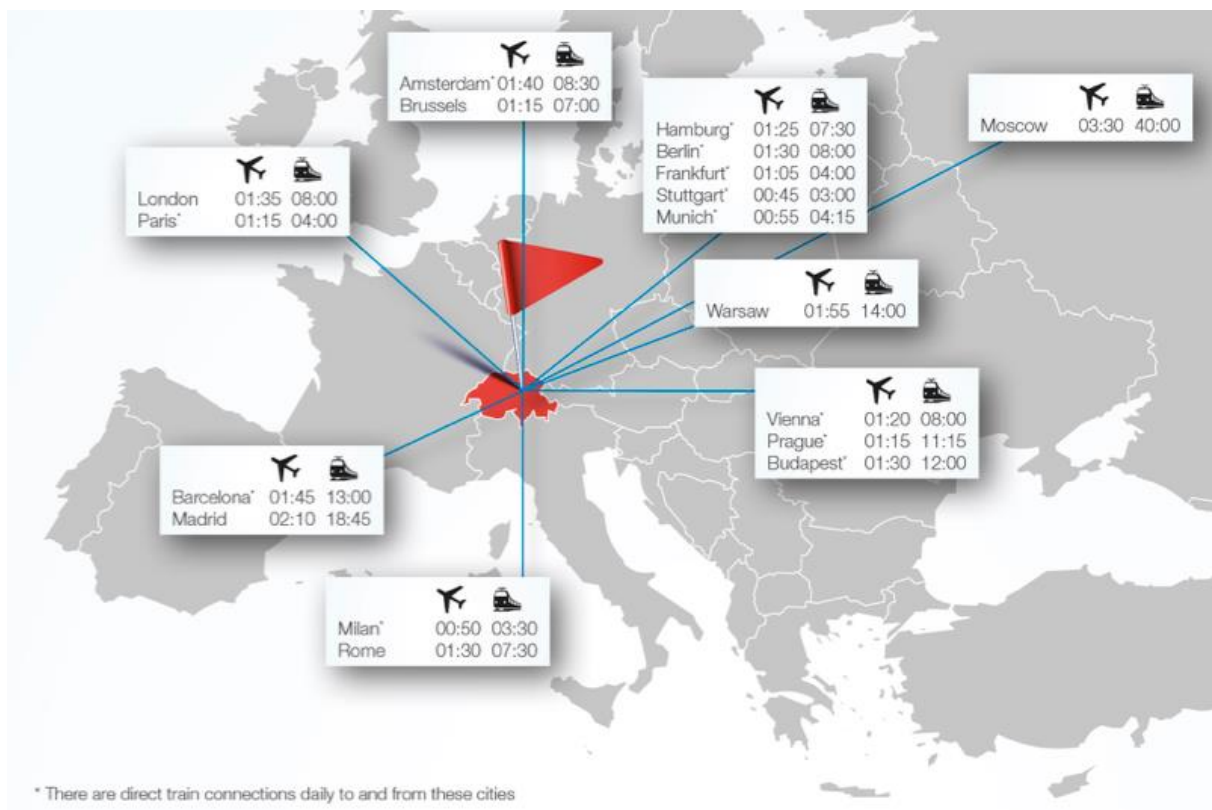 Amsterdam* 01:40 08:30
Brussels 01:15 07:00
Hamburg* 01:25 07:30
Berlin* 01:30 08:00
Frankfurt* 01:05 04:00
Stuttgart* 00:45 03:00
Munich* 00:55 04:15
Moscow 03:30 40:00
London 01:35 08:00
Paris* 01:15 04:00
Warsaw 01:55 14:00
Vienna* 01:20 08:00
Prague* 01:15 11:15
Budapest* 01:30 12:00
Barcelona* 01:45 13:00
Madrid 02:10 18:45
Milan* 00:50 03:30
Rome 01:30 07:30
* There are direct train connections daily to and from these cities